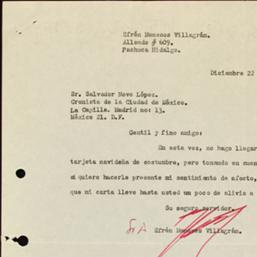 Efrén Meneses Villagrán.
Allende # 609.
Pachuca Hidalgo.
Diciembre 22
Sr. Salvador Novo López.
Cronista de la Ciudad de México.
La Capilla. Madrid no: 13.
México 21. D.F.
Gentil y fino amigo:
En esta vez, no hago llegar
tarjeta navideña de costumbre, pero tomando en
si quiero hacerle presente mi sentimiento de afecto,
que mi carta lleve hasta usted un poco de alivio a
Su seguro servidor.
Efrén Meneses Villagrán.